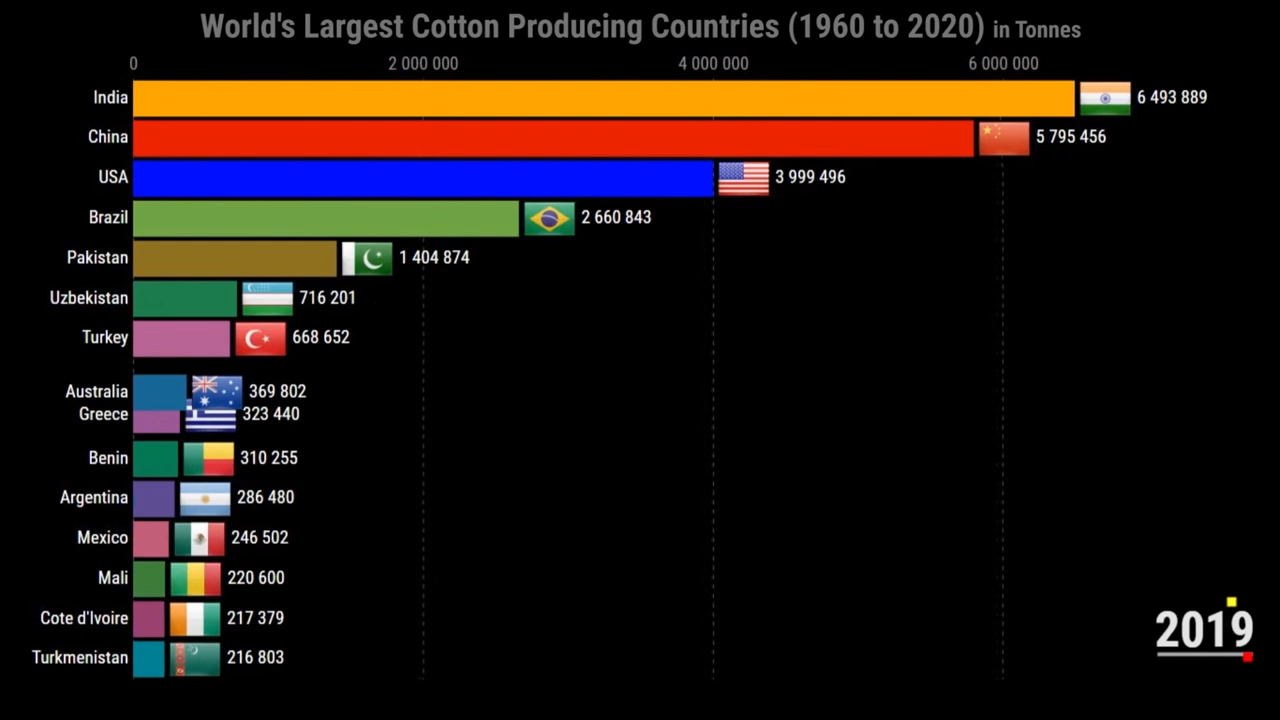 World's Largest Cotton Producing Countries (1960 to 2020) in Tonnes
0 2 000 000 4 000 000 6 000 000
India 6 493 889
China 5 795 456
USA 3 999 496
Brazil 2 660 843
Pakistan 1 404 874
Uzbekistan 716 201
Turkey 668 652
Australia 369 802
Greece 323 440
Benin 310 255
Argentina 286 480
Mexico 246 502
Mali 220 600
Cote d'Ivoire 217 379
Turkmenistan 216 803
2019